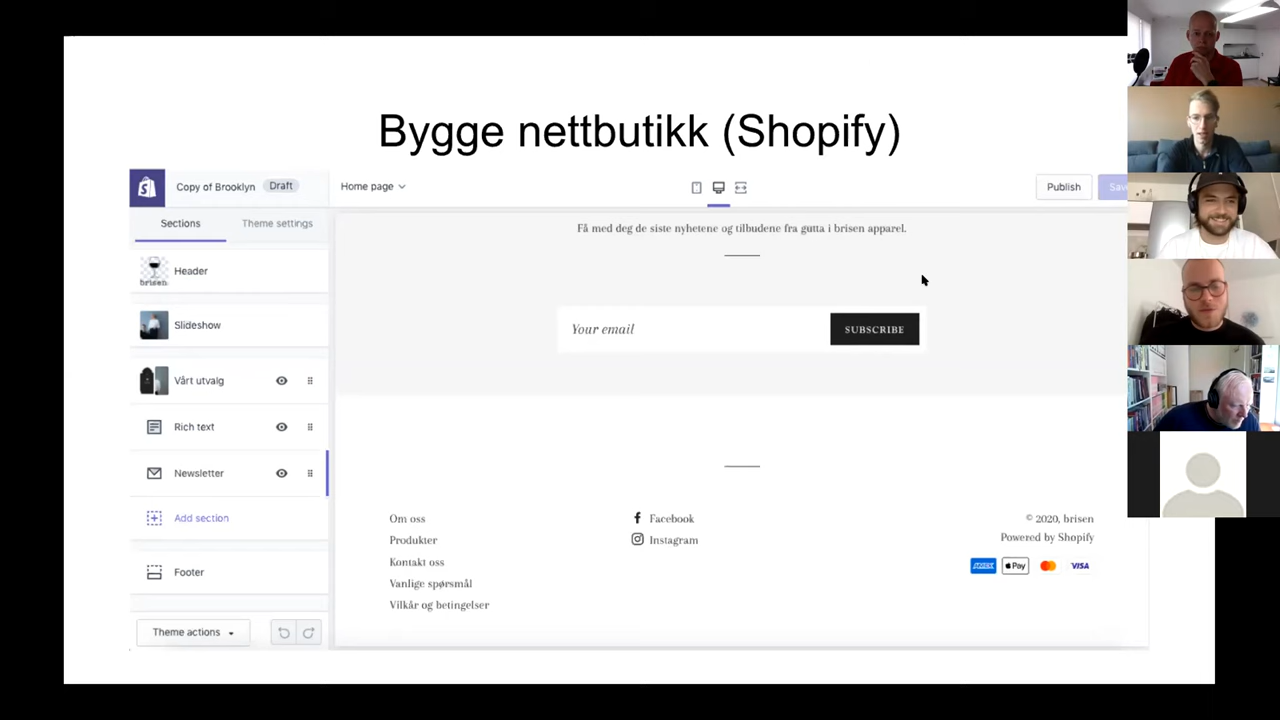 Bygge nettbutikk (Shopify)
Copy of Brooklyn
Draft
Home page
Publish
Sections
Theme settings
Header
brisen
Slideshow
Vårt utvalg
Rich text
Newsletter
Add section
Footer
Theme actions
Få med deg de siste nyhetene og tilbudene fra gutta i brisen apparel.
Your email
SUBSCRIBE
Om oss
Produkter
Kontakt oss
Vanlige spørsmål
Vilkår og betingelser
Facebook
Instagram
© 2020, brisen
Powered by Shopify
Pay
VISA